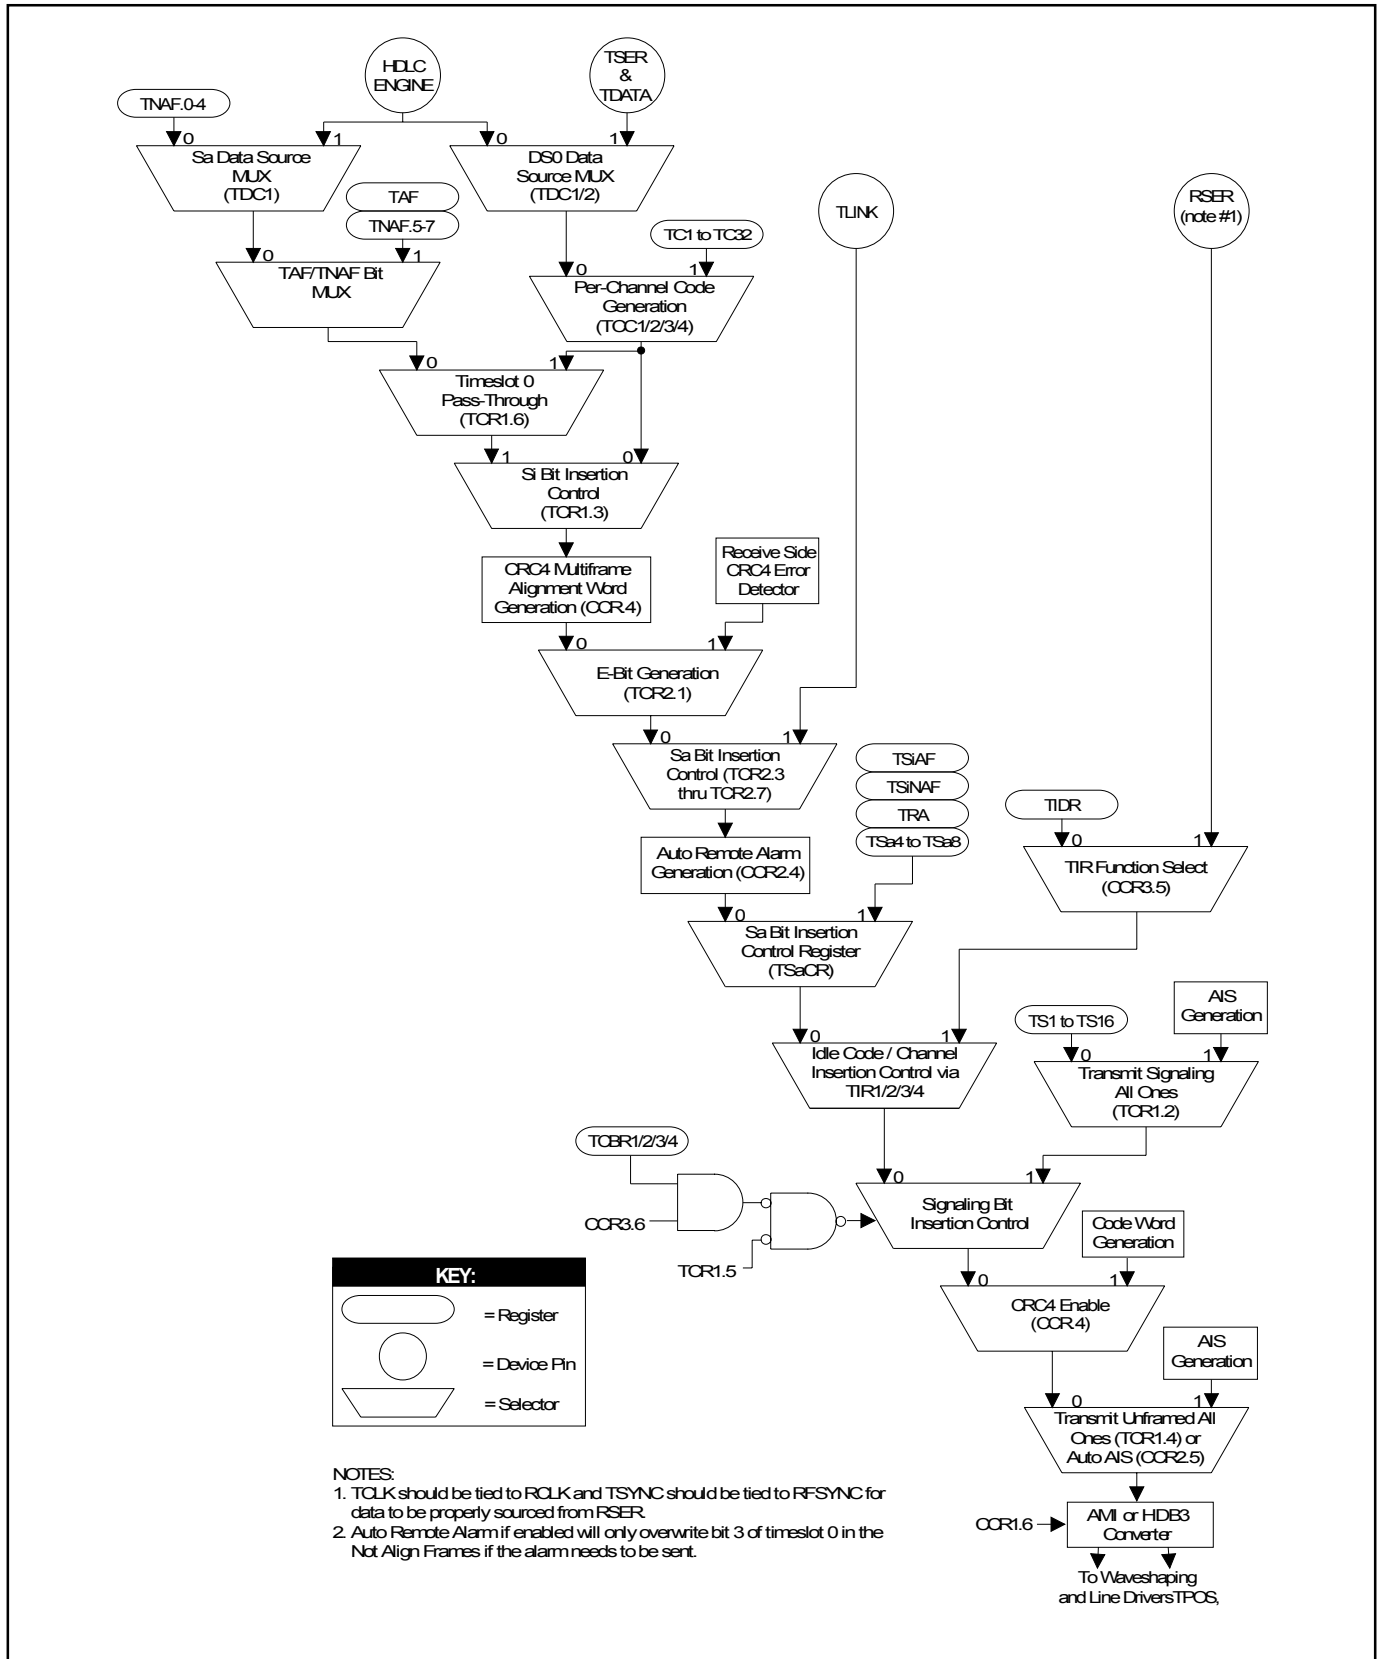 HDLC
ENGINE
TSER
&
TDATA
TNAF.0-4
0
1
0
1
Sa Data Source
MUX
(TDC1)
DS0 Data
Source MUX
(TDC1/2)
TAF
TNAF.5-7
TLINK
RSER
(note #1)
TC1 to TC32
0
1
TAF/TNAF Bit
MUX
0
1
Per-Channel Code
Generation
(TCC1/2/3/4)
0
1
Timeslot 0
Pass-Through
(TCR1.6)
1
0
Si Bit Insertion
Control
(TCR1.3)
CRC4 Multiframe
Alignment Word
Generation (CCR.4)
Receive Side
CRC4 Error
Detector
0
1
E-Bit Generation
(TCR2.1)
0
1
Sa Bit Insertion
Control (TCR2.3
thru TCR2.7)
TSiAF
TSiNAF
TRA
TSa4 to TSa8
TIDR
0
1
TIR Function Select
(CCR3.5)
Auto Remote Alarm
Generation (CCR2.4)
0
1
Sa Bit Insertion
Control Register
(TSaCR)
AIS
Generation
TS1 to TS16
0
1
Idle Code / Channel
Insertion Control via
TIR1/2/3/4
0
1
Transmit Signaling
All Ones
(TCR1.2)
TCBR1/2/3/4
CCR3.6
TCR1.5
0
1
Signaling Bit
Insertion Control
Code Word
Generation
0
1
CRC4 Enable
(CCR.4)
AIS
Generation
0
1
Transmit Unframed All
Ones (TCR1.4) or
Auto AIS (CCR2.5)
CCR1.6
AMI or HDB3
Converter
To Waveshaping
and Line DriversTPOS,
KEY:
= Register
= Device Pin
= Selector
NOTES:
1. TCLK should be tied to RCLK and TSYNC should be tied to RFSYNC for
data to be properly sourced from RSER.
2. Auto Remote Alarm if enabled will only overwrite bit 3 of timeslot 0 in the
Not Align Frames if the alarm needs to be sent.